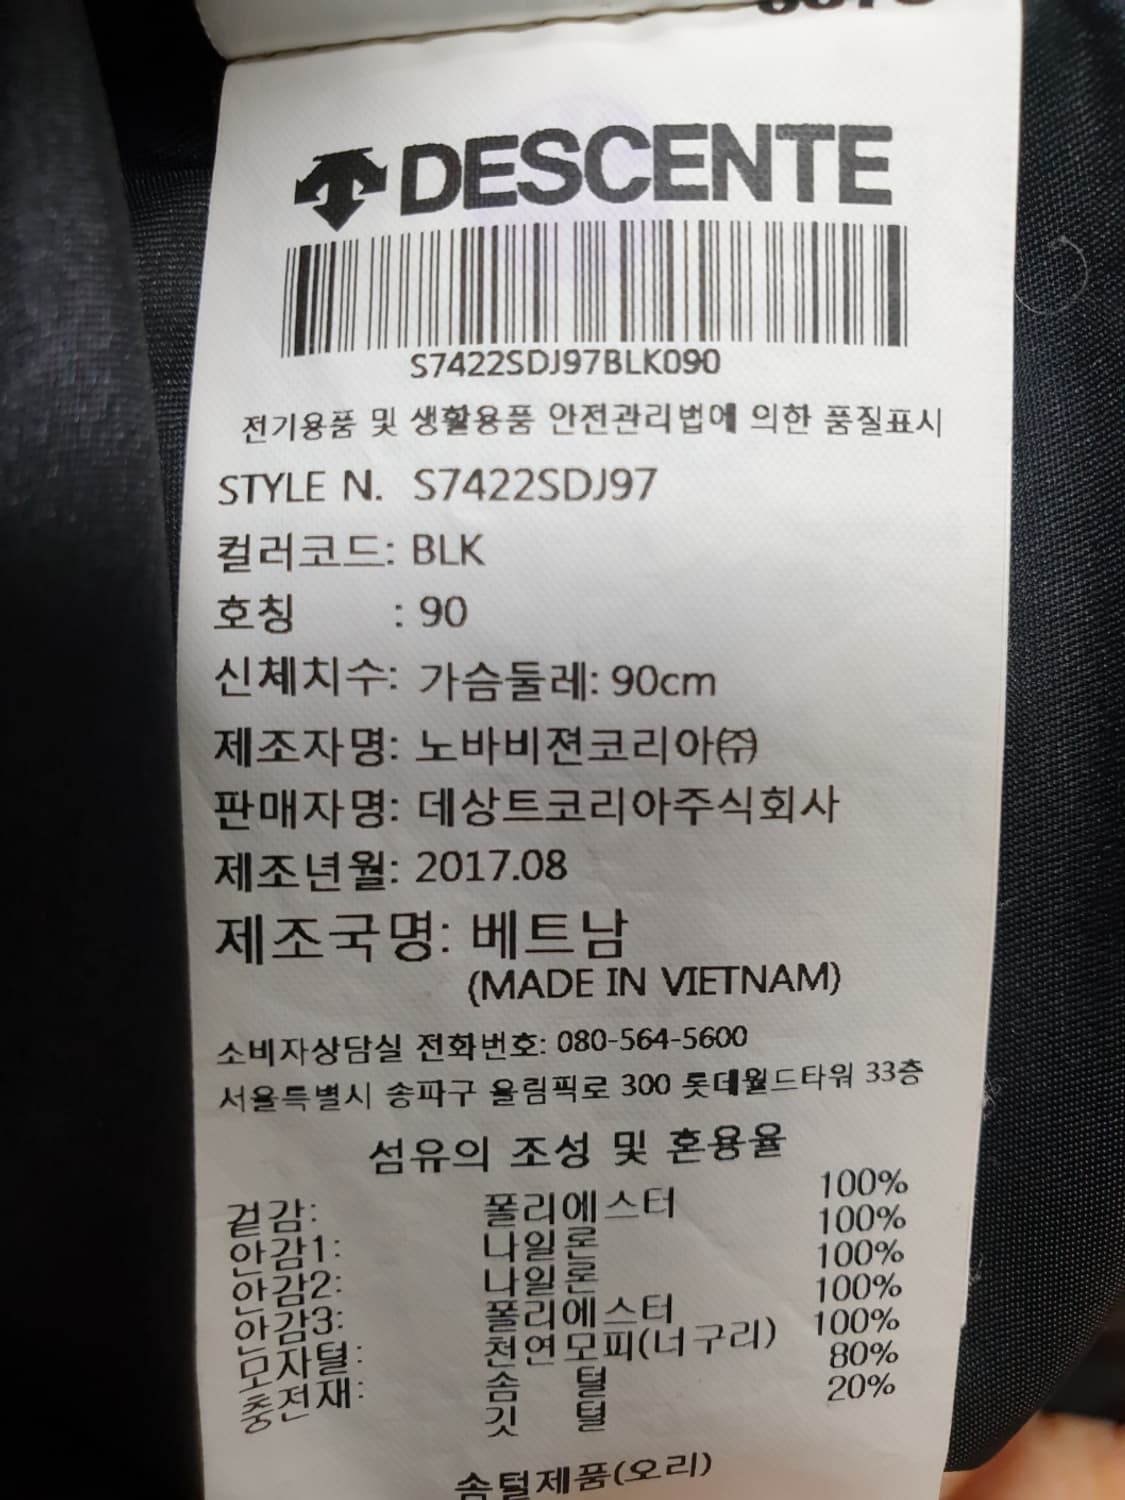 DESCENTE
S7422SDJ97BLK090
전기용품 및 생활용품 안전관리법에 의한 품질표시
STYLE N. S7422SDJ97
컬러코드: BLK
호칭 : 90
신체치수: 가슴둘레: 90cm
제조자명: 노바비젼코리아㈜
판매자명: 데상트코리아주식회사
제조년월: 2017.08
제조국명: 베트남
(MADE IN VIETNAM)
소비자상담실 전화번호: 080-564-5600
서울특별시 송파구 올림픽로 300 롯데월드타워 33층
섬유의 조성 및 혼용율
겉감: 폴리에스터 100%
안감1: 나일론 100%
안감2: 나일론 100%
안감3: 폴리에스터 100%
모자털: 천연모피(너구리) 100%
충전재: 솜 털 80%
깃 털 20%
솜털제품(오리)